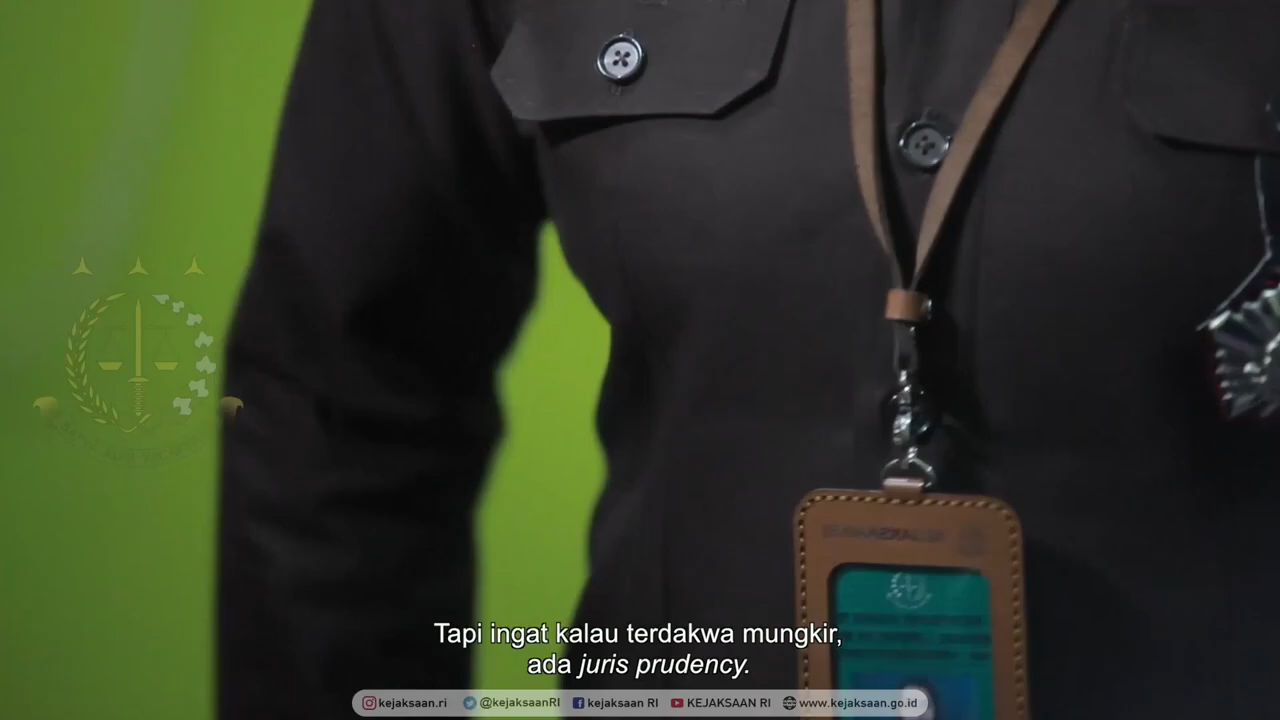 Tapi ingat kalau terdakwa mungkir,
ada juris prudency.
kejaksaan.ri @kejaksaanRI kejaksaan RI KEJAKSAAN RI www.kejaksaan.go.id